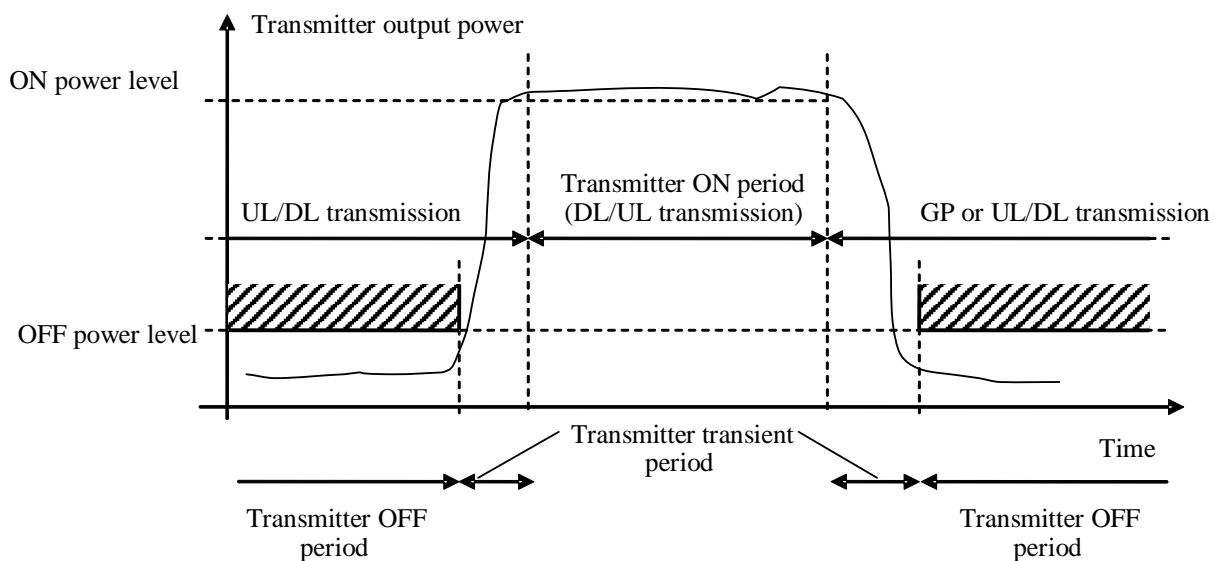 Transmitter output power
ON power level
Transmitter ON period
(DL/UL transmission)
UL/DL transmission
GP or UL/DL transmission
OFF power level
Transmitter transient
period
Time
Transmitter OFF
period
Transmitter OFF
period